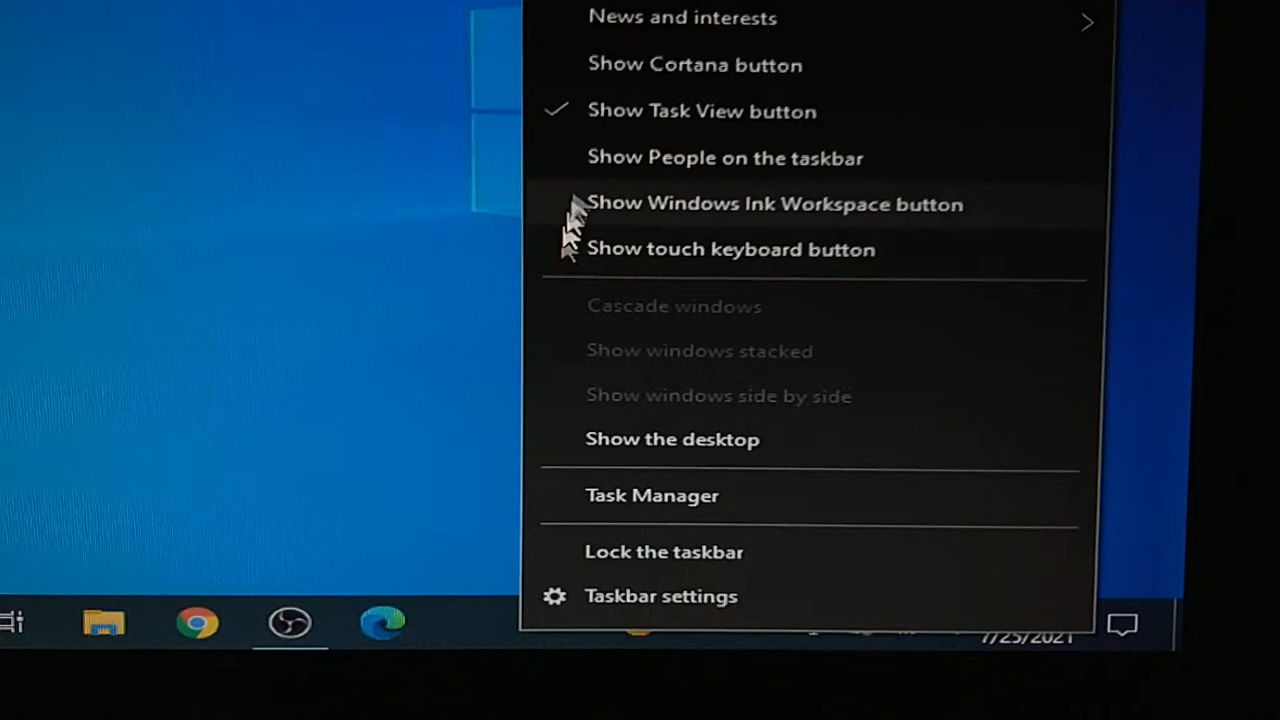 News and interests
Show Cortana button
Show Task View button
Show People on the taskbar
Show Windows Ink Workspace button
Show touch keyboard button
Cascade windows
Show windows stacked
Show windows side by side
Show the desktop
Task Manager
Lock the taskbar
Taskbar settings
7/25/2021